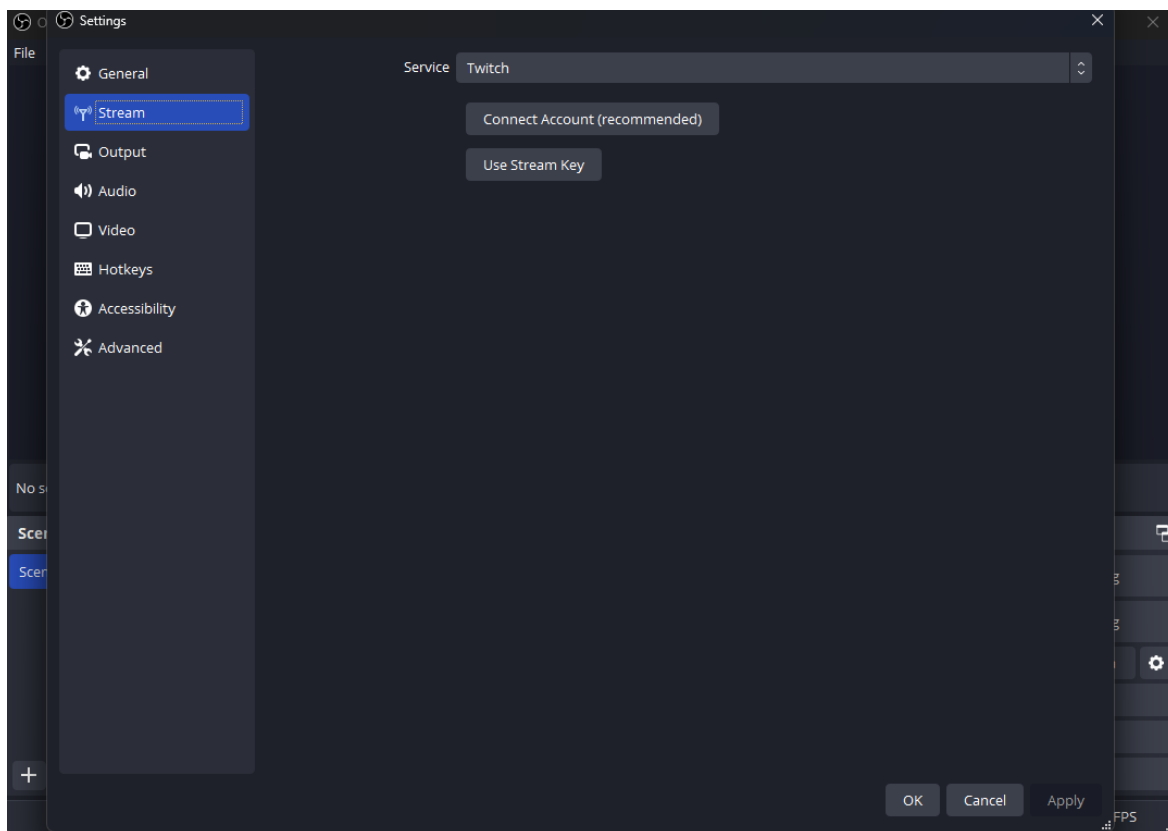 Settings
File
General
Stream
Output
Audio
Video
Hotkeys
Accessibility
Advanced
Service Twitch
Connect Account (recommended)
Use Stream Key
No
OK Cancel Apply
FPS